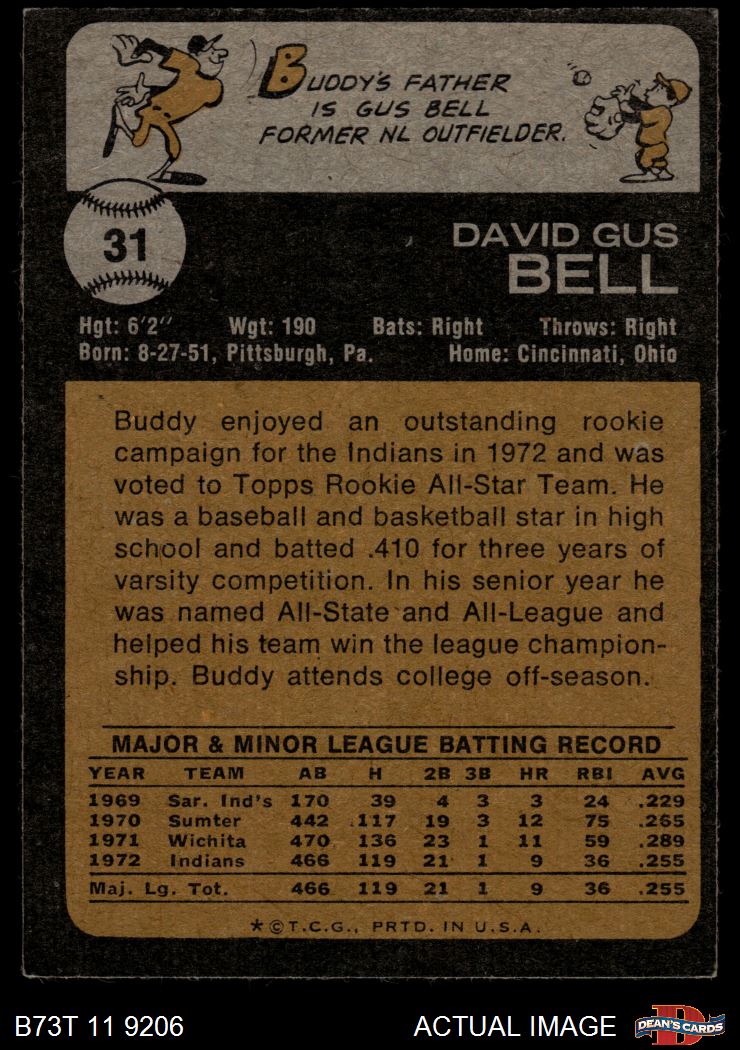 BUDDY'S FATHER
IS GUS BELL
FORMER NL OUTFIELDER.
31
DAVID GUS
BELL
Hgt: 6'2" Wgt: 190 Bats: Right Throws: Right
Born: 8-27-51, Pittsburgh, Pa. Home: Cincinnati, Ohio
Buddy enjoyed an outstanding rookie
campaign for the Indians in 1972 and was
voted to Topps Rookie All-Star Team. He
was a baseball and basketball star in high
school and batted .410 for three years of
varsity competition. In his senior year he
was named All-State and All-League and
helped his team win the league champion-
ship. Buddy attends college off-season.
MAJOR & MINOR LEAGUE BATTING RECORD
YEAR TEAM AB H 2B 3B HR RBI AVG
1969 Sar. Ind's 170 39 4 3 3 24 .229
1970 Sumter 442 117 19 3 12 75 .265
1971 Wichita 470 136 23 1 11 59 .289
1972 Indians 466 119 21 1 9 36 .255
Maj. Lg. Tot. 466 119 21 1 9 36 .255
*©T.C.G., PRTD. IN U.S.A.
B73T 11 9206 ACTUAL IMAGE D DEAN'S CARDS